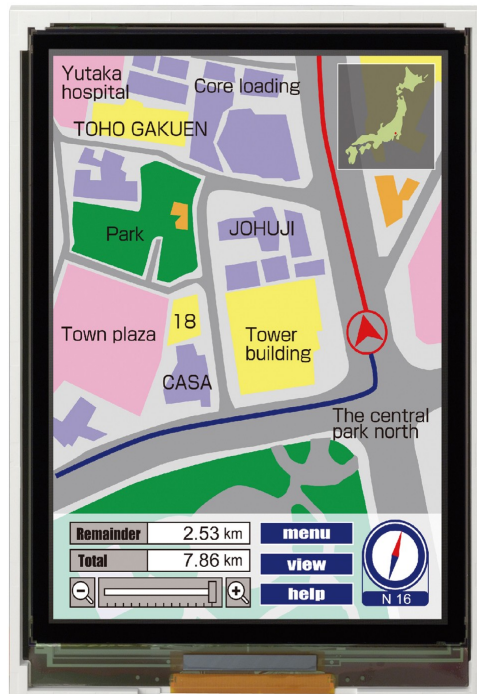 Yutaka
hospital
Core loading
TOHO GAKUEN
Park
JOHUJI
Town plaza
18
Tower
building
CASA
The central
park north
Remainder 2.53 km
menu
Total 7.86 km
view
help
N 16